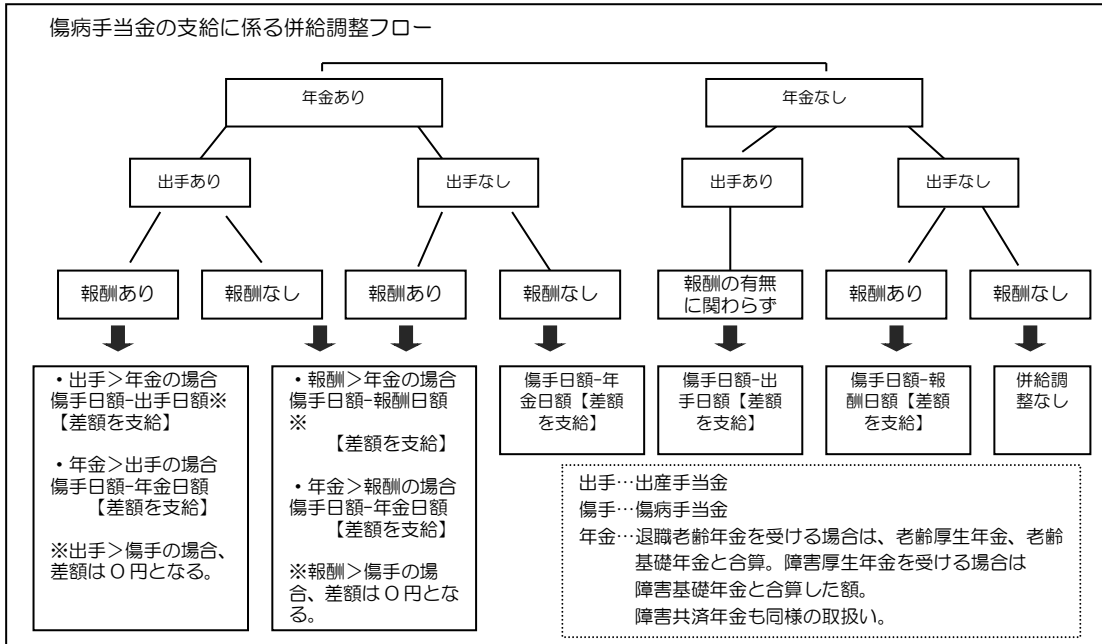 傷病手当金の支給に係る併給調整フロー
年金あり
年金なし
出手あり
出手なし
出手あり
出手なし
報酬あり
報酬なし
報酬あり
報酬なし
報酬の有無
に関わらず
報酬あり
報酬なし
・出手＞年金の場合
傷手日額-出手日額※
【差額を支給】
・年金＞出手の場合
傷手日額-年金日額
【差額を支給】
※出手＞傷手の場合、
差額は０円となる。
・報酬＞年金の場合
傷手日額-報酬日額
※
【差額を支給】
・年金＞報酬の場合
傷手日額-年金日額
【差額を支給】
※報酬＞傷手の場
合、差額は０円とな
る。
傷手日額-年
金日額【差額
を支給】
傷手日額-出
手日額【差額
を支給】
傷手日額-報
酬日額【差額
を支給】
併給調
整なし
出手…出産手当金
傷手…傷病手当金
年金…退職老齢年金を受ける場合は、老齢厚生年金、老齢
基礎年金と合算。障害厚生年金を受ける場合は
障害基礎年金と合算した額。
障害共済年金も同様の取扱い。